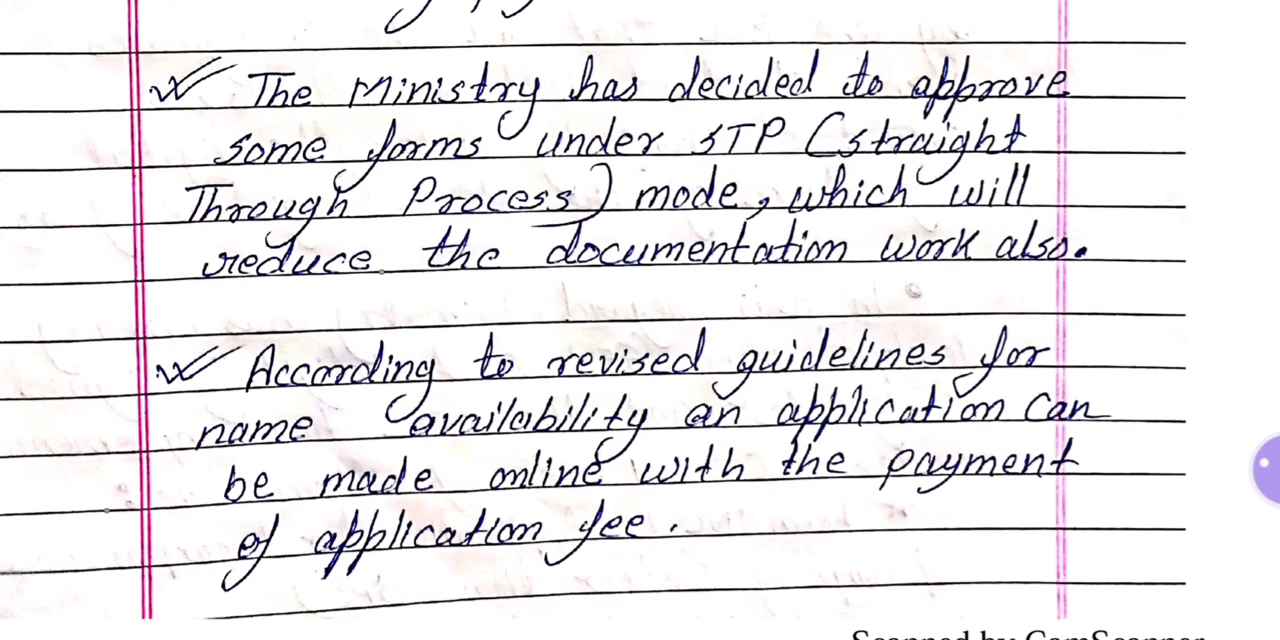 The Ministry has decided to approve
some forms under STP (straight
Through Process) mode, which will
reduce the documentation work also.
According to revised guidelines for
name availability an application can
be made online with the payment
of application fee.